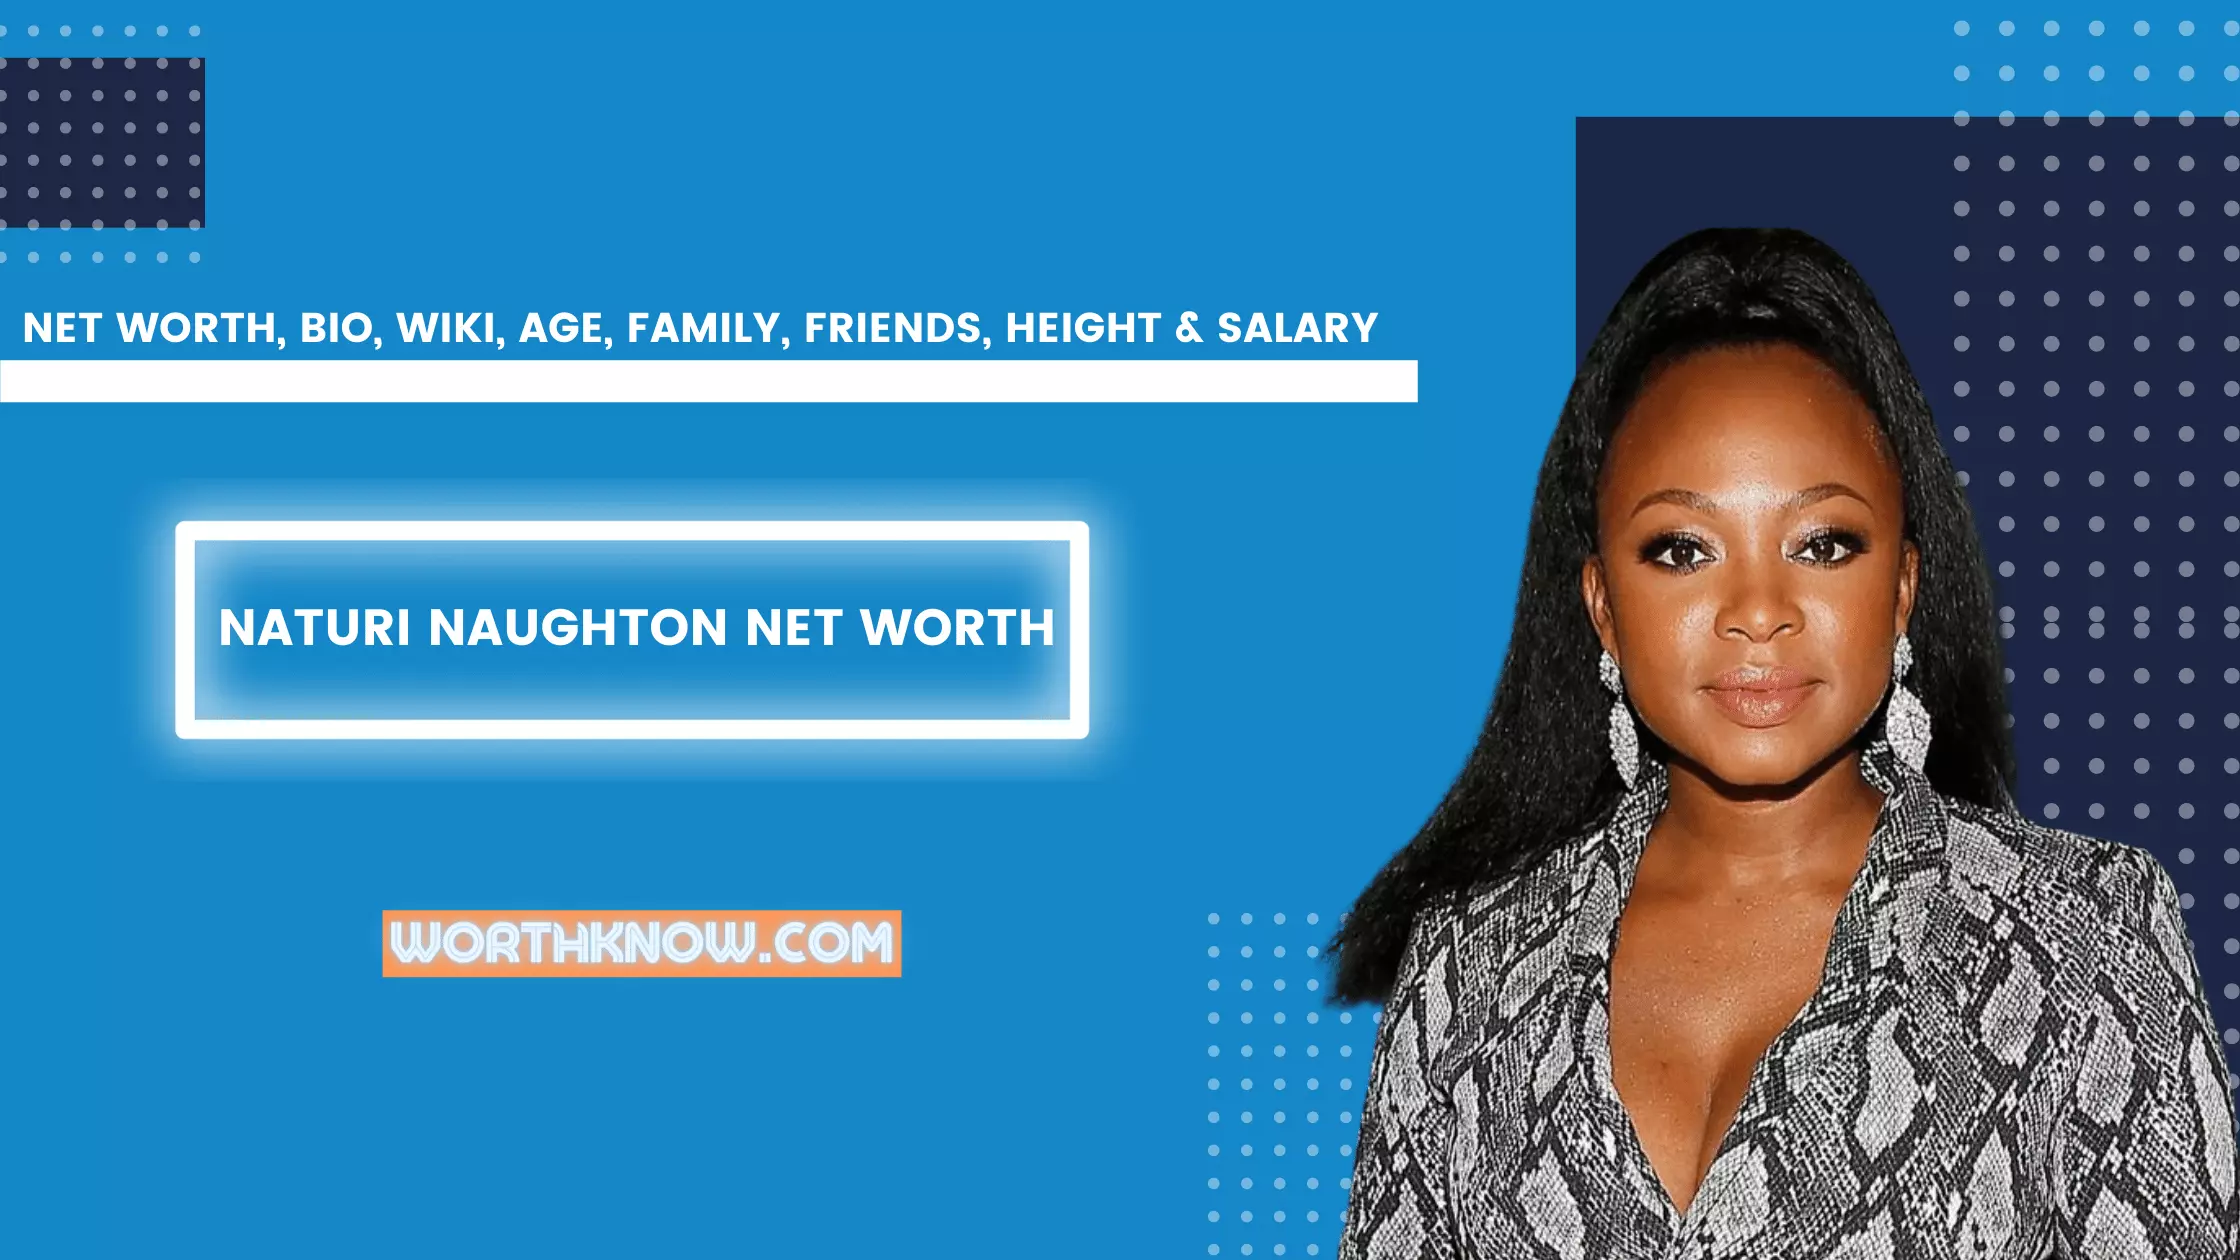 NET WORTH, BIO, WIKI, AGE, FAMILY, FRIENDS, HEIGHT & SALARY
NATURI NAUGHTON NET WORTH
WORTHKNOW.COM